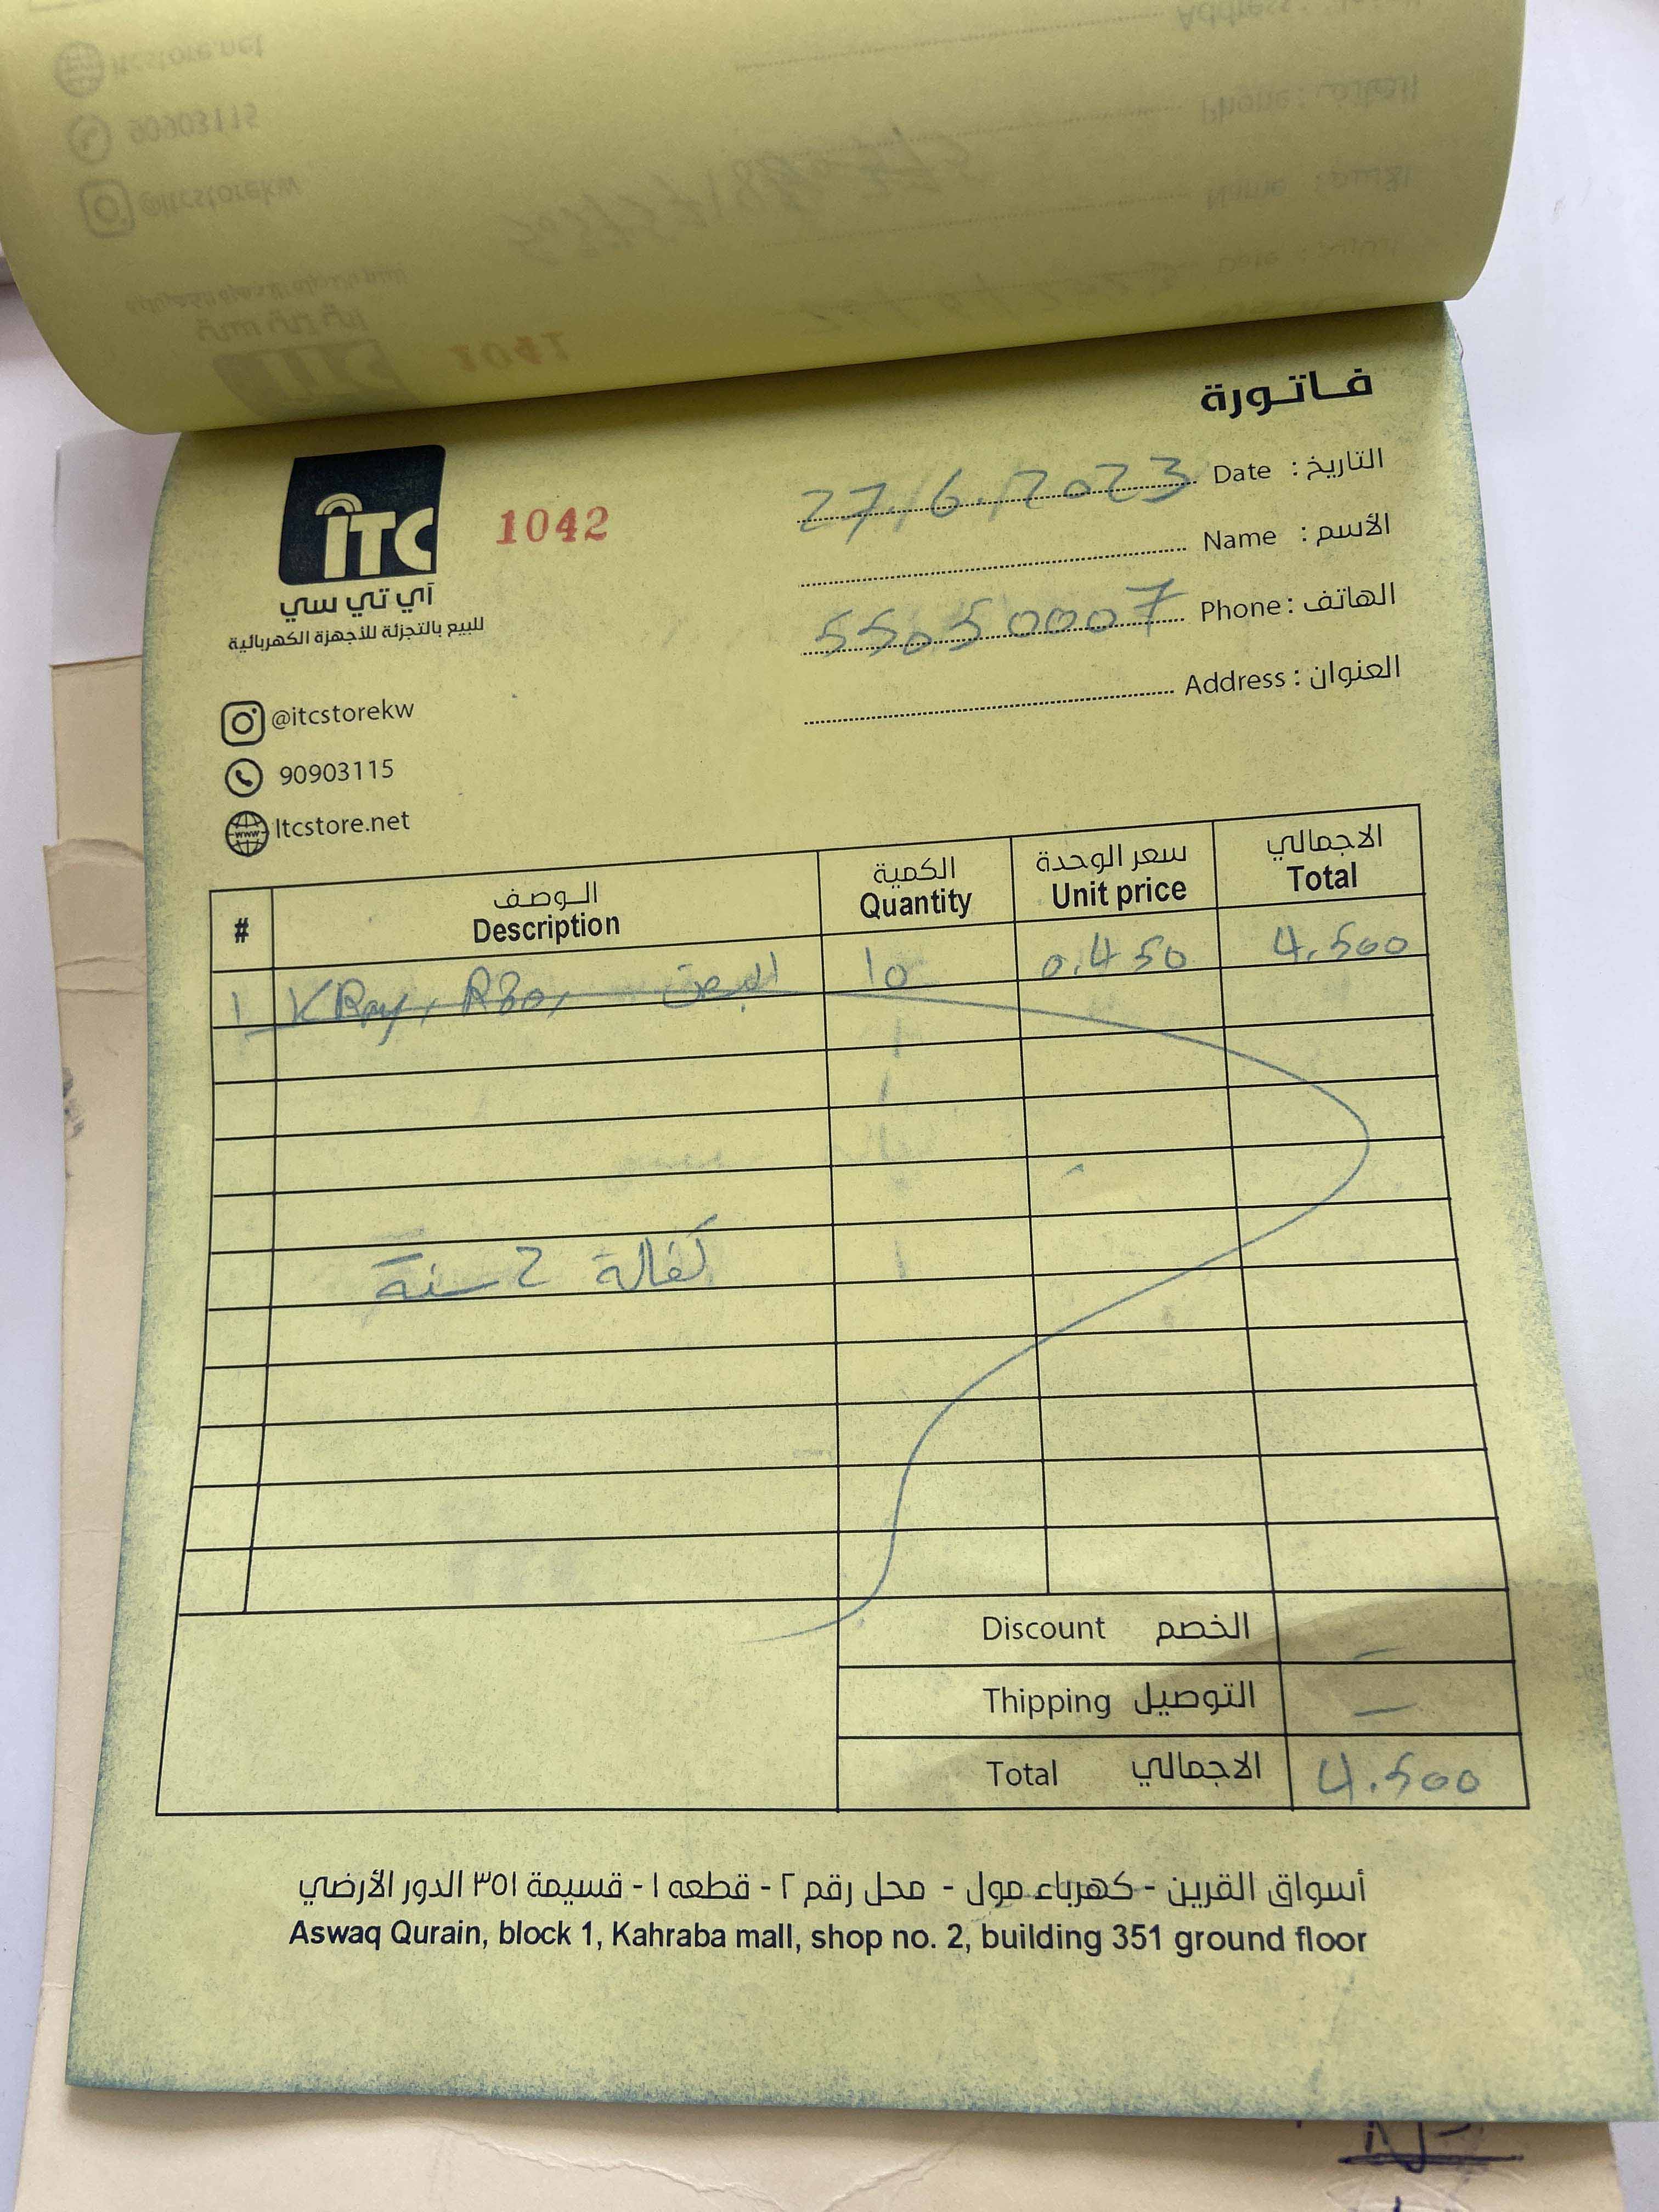 فاتورة
ITC
آي تي سي
للبيع بالتجزئة للأجهزة الكهربائية
1042
@itcstorekw
90903115
Itcstore.net
التاريخ : Date 27/6/2023
الأسم : Name
الهاتف : Phone 55050007
العنوان : Address
# الوصف Description الكمية Quantity سعر الوحدة Unit price الاجمالي Total
1 10 0.450 4.500
كفالة 2 سنة
Discount الخصم -
Thipping التوصيل -
Total الاجمالي 4.500
أسواق القرين - كهرباء مول - محل رقم ٢ - قطعه ١ - قسيمة ٣٥١ الدور الأرضي
Aswaq Qurain, block 1, Kahraba mall, shop no. 2, building 351 ground floor